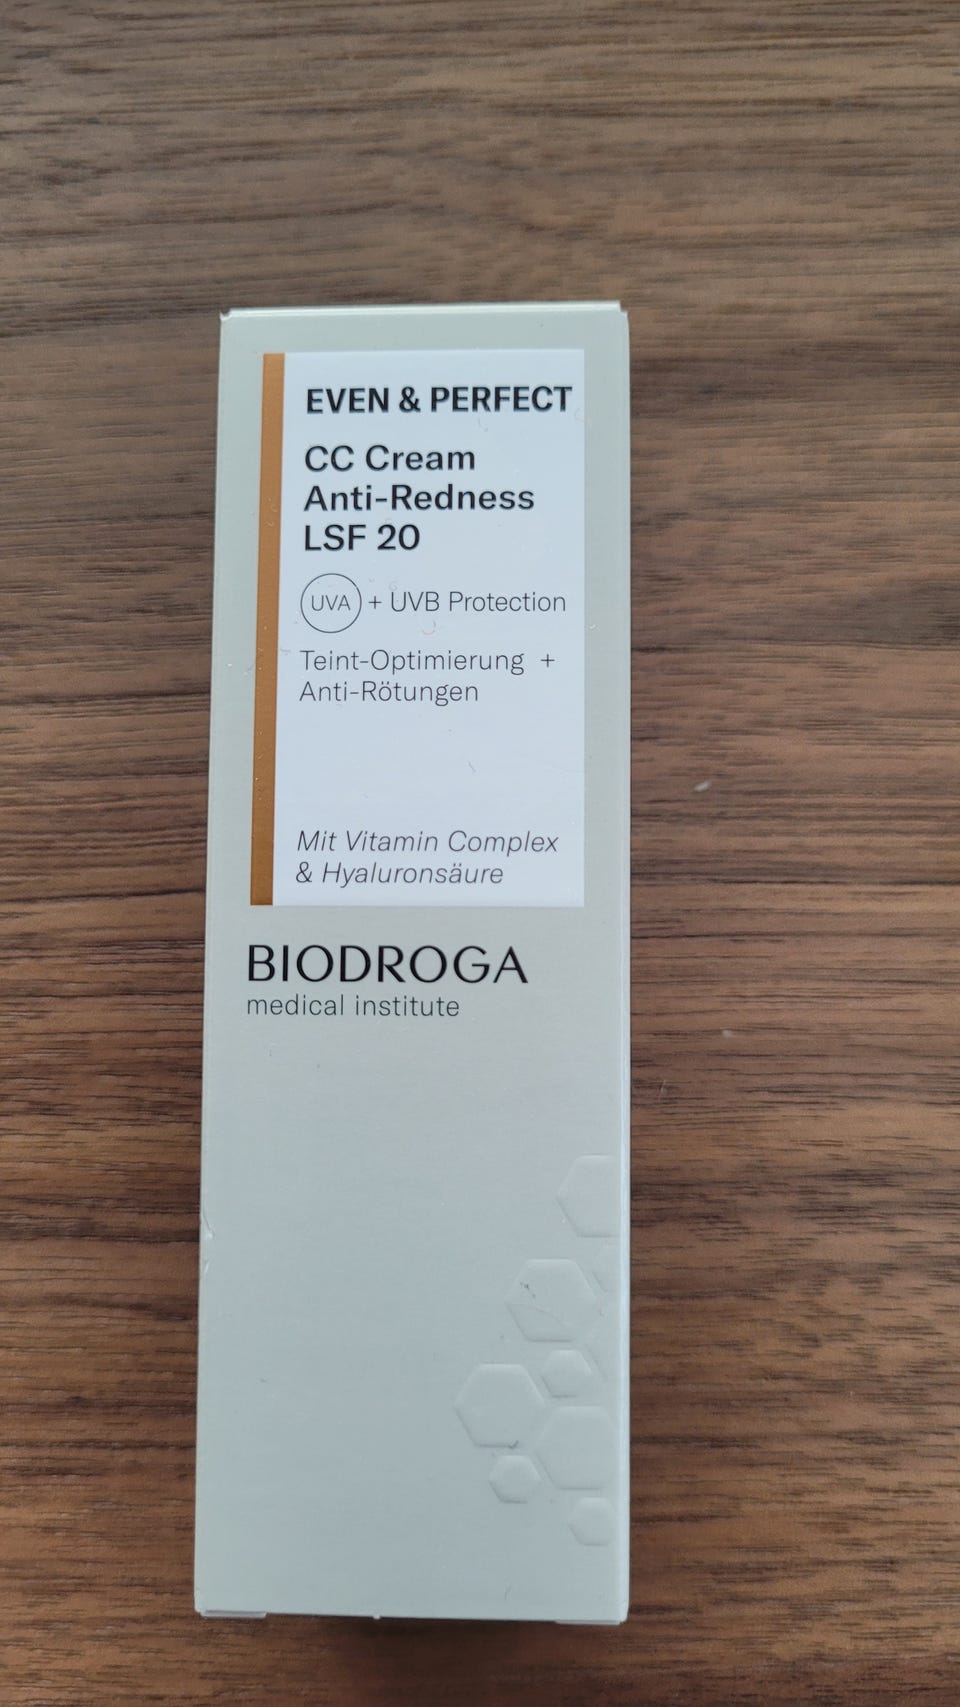 EVEN & PERFECT
CC Cream
Anti-Redness
LSF 20
UVA + UVB Protection
Teint-Optimierung +
Anti-Rötungen
Mit Vitamin Complex
& Hyaluronsäure
BIODROGA
medical institute